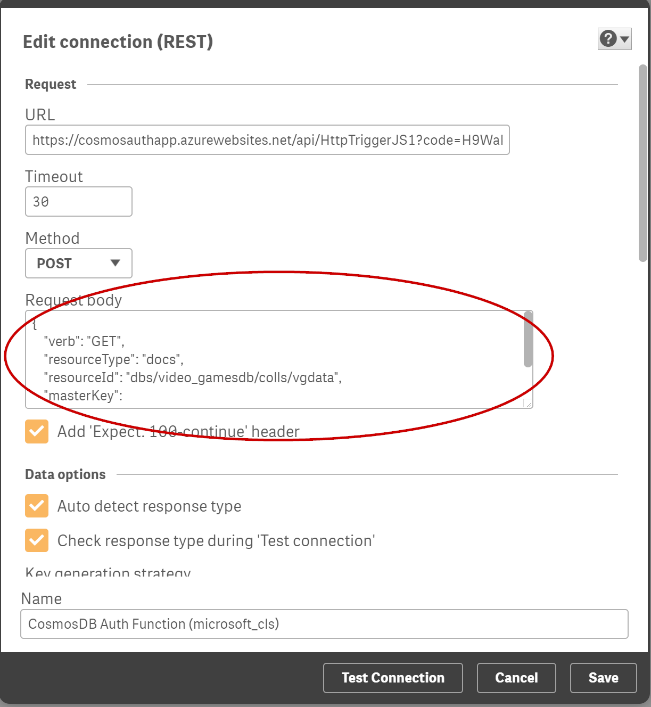 Edit connection (REST)
Request
URL
https://cosmosauthapp.azurewebsites.net/api/HttpTriggerJS1?code=H9Wal
Timeout
30
Method
POST
Request body
{
"verb": "GET",
"resourceType": "docs",
"resourceId": "dbs/video_gamesdb/colls/vgdata",
"masterKey":
Add 'Expect: 100-continue' header
Data options
Auto detect response type
Check response type during 'Test connection'
Key generation strategy
Name
CosmosDB Auth Function (microsoft_cls)
Test Connection
Cancel
Save